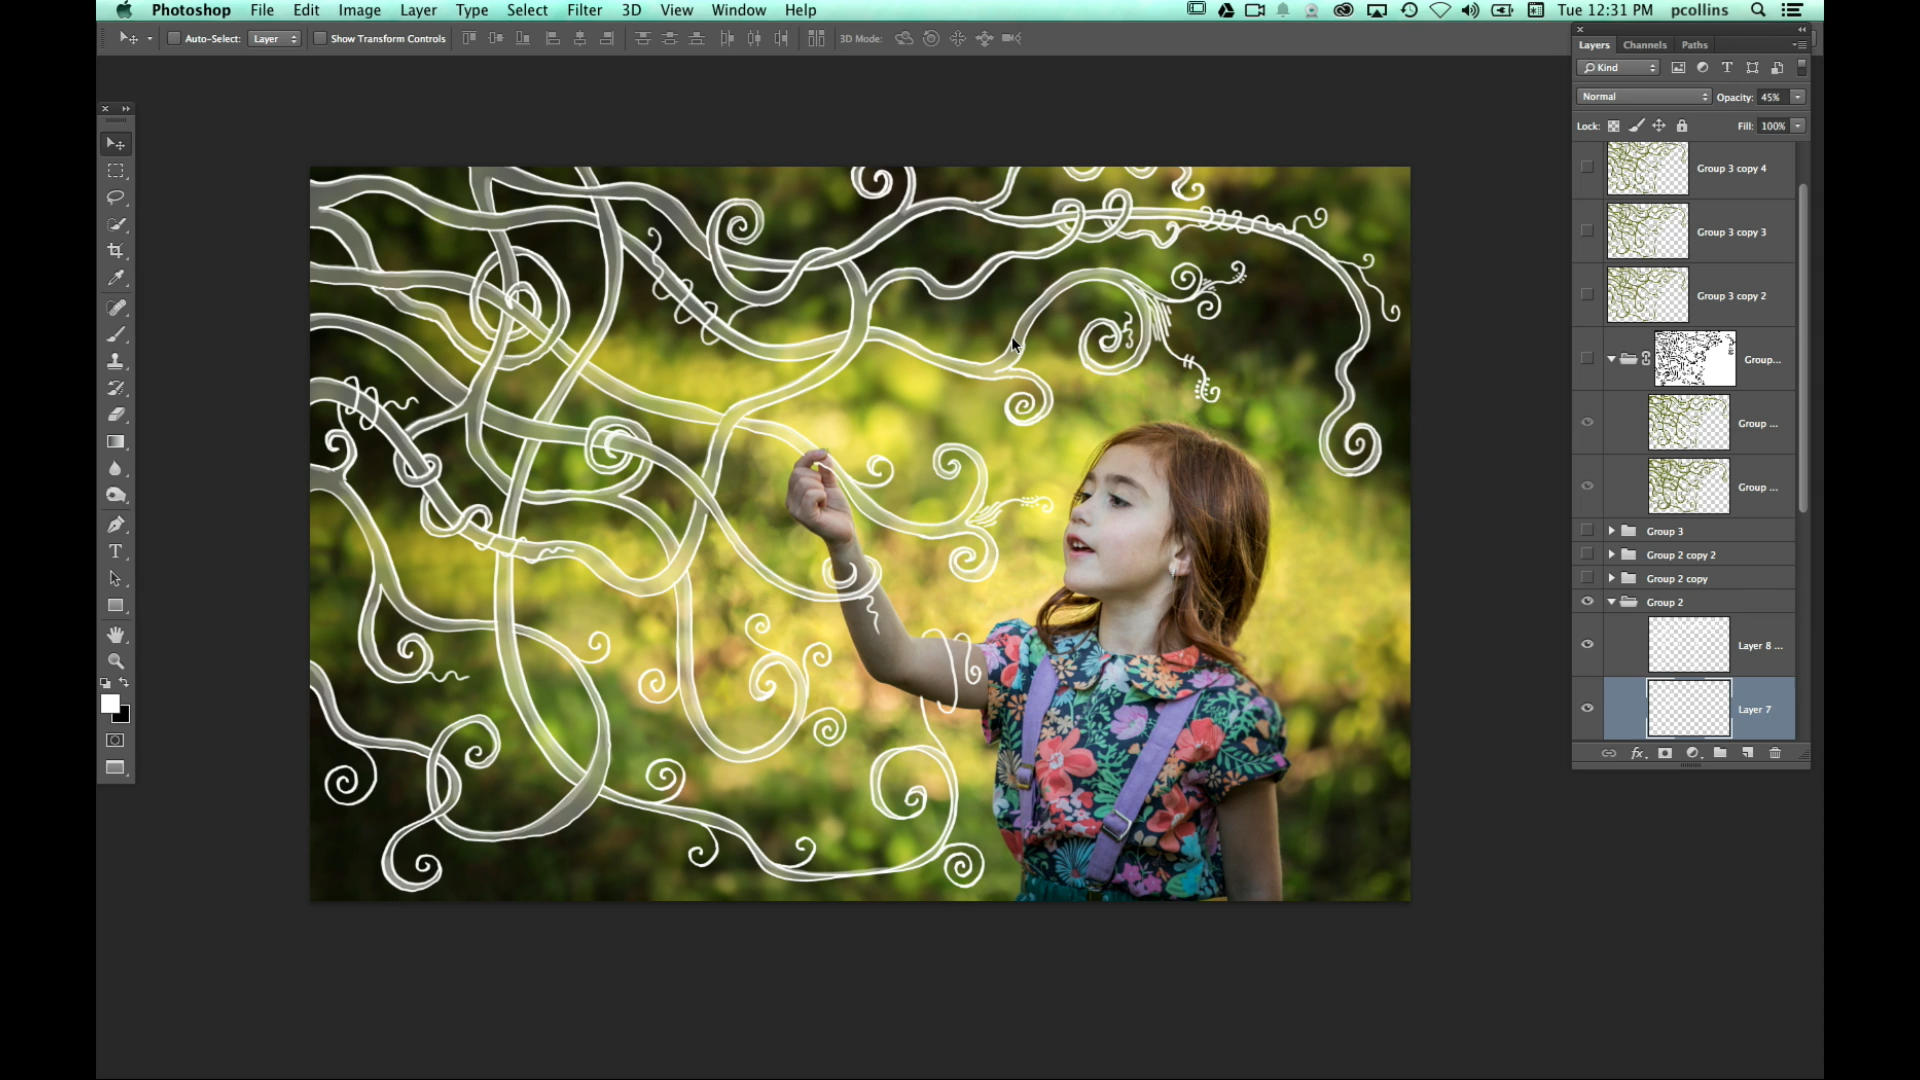 Photoshop File Edit Image Layer Type Select Filter 3D View Window Help Tue 12:31 PM pcollins
Auto-Select: Layer Show Transform Controls 3D Mode:
Layers Channels Paths
Kind
Normal Opacity: 45%
Lock: Fill: 100%
Group 3 copy 4
Group 3 copy 3
Group 3 copy 2
Group...
Group ...
Group ...
Group 3
Group 2 copy 2
Group 2 copy
Group 2
Layer 8 ...
Layer 7